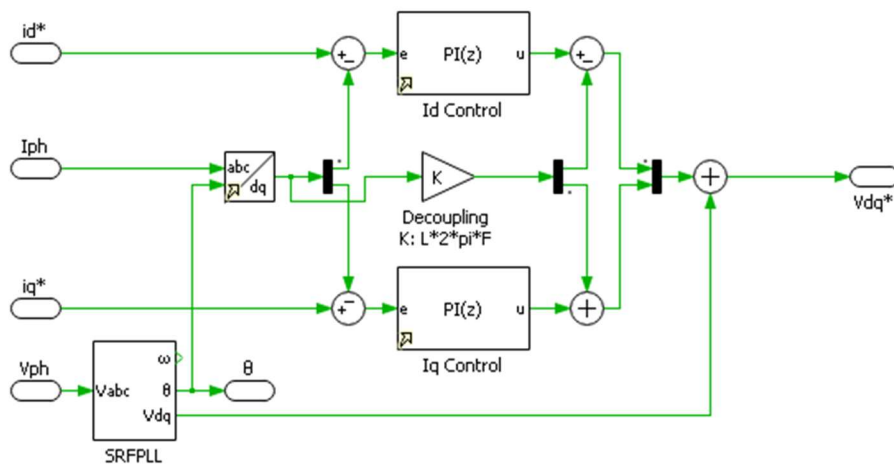 id*
e
PI(z)
u
Id Control
Iph
abc
dq
K
Decoupling
K: L*2*pi*F
Vdq*
iq*
e
PI(z)
u
Iq Control
Vph
Vabc
ω
θ
Vdq
θ
SRFPLL